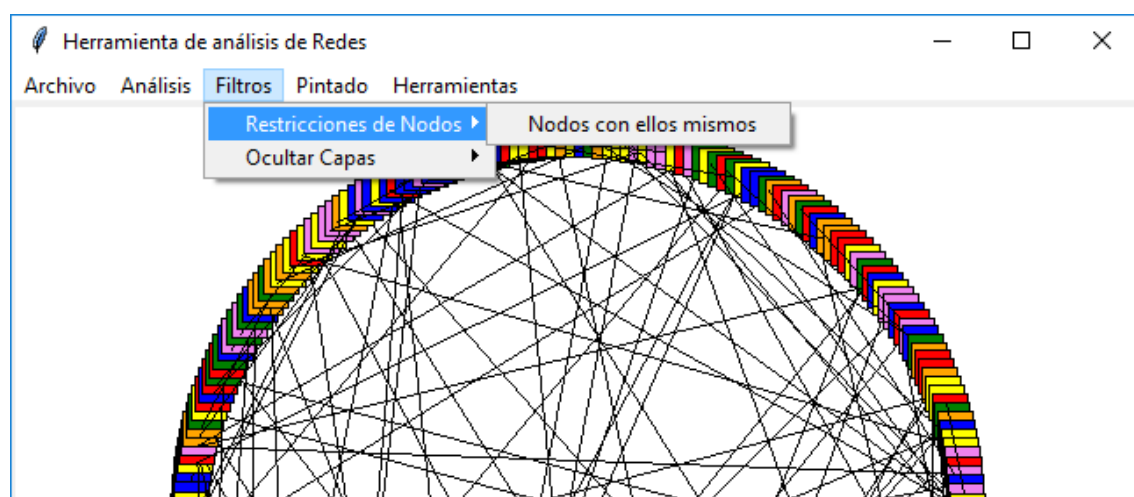 Herramienta de análisis de Redes
Archivo Análisis Filtros Pintado Herramientas
Restricciones de Nodos Nodos con ellos mismos
Ocultar Capas